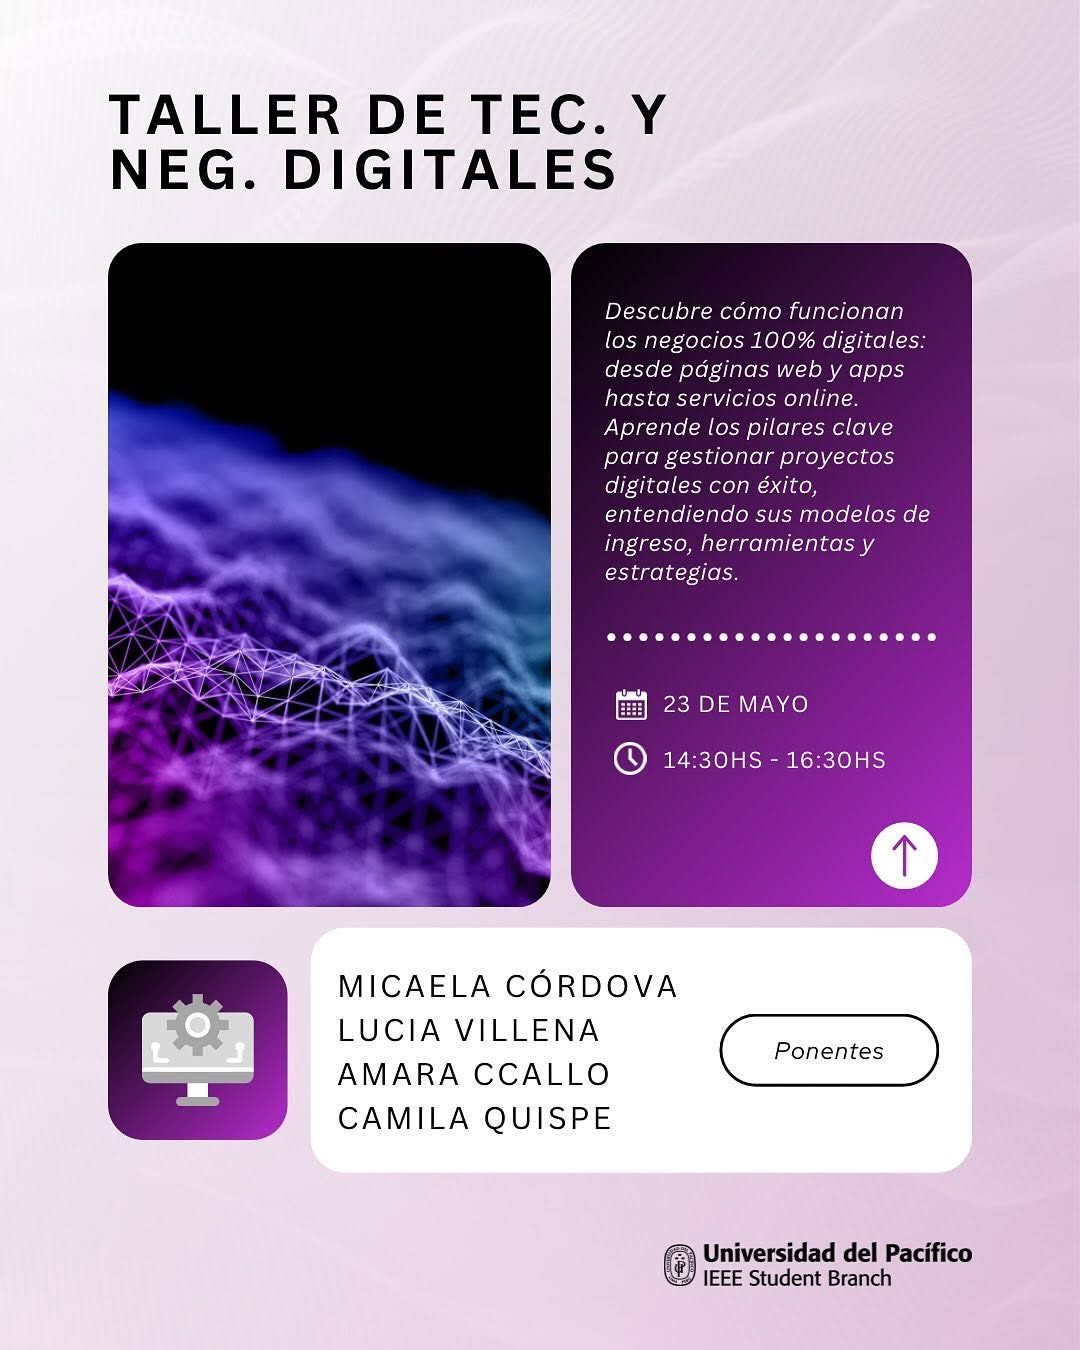 TALLER DE TEC. Y
NEG. DIGITALES
Descubre cómo funcionan
los negocios 100% digitales:
desde páginas web y apps
hasta servicios online.
Aprende los pilares clave
para gestionar proyectos
digitales con éxito,
entendiendo sus modelos de
ingreso, herramientas y
estrategias.
23 DE MAYO
14:30HS - 16:30HS
MICAELA CÓRDOVA
LUCIA VILLENA
AMARA CCALLO
CAMILA QUISPE
Ponentes
Universidad del Pacífico
IEEE Student Branch